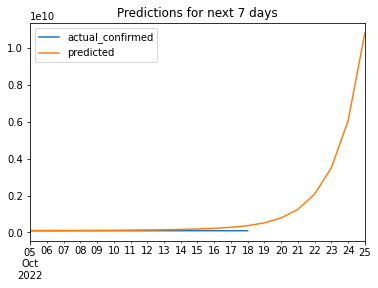 Predictions for next 7 days
1e10
actual_confirmed
predicted
1.0
0.8
0.6
0.4
0.2
0.0
05 06 07 08 09 10 11 12 13 14 15 16 17 18 19 20 21 22 23 24 25
Oct
2022